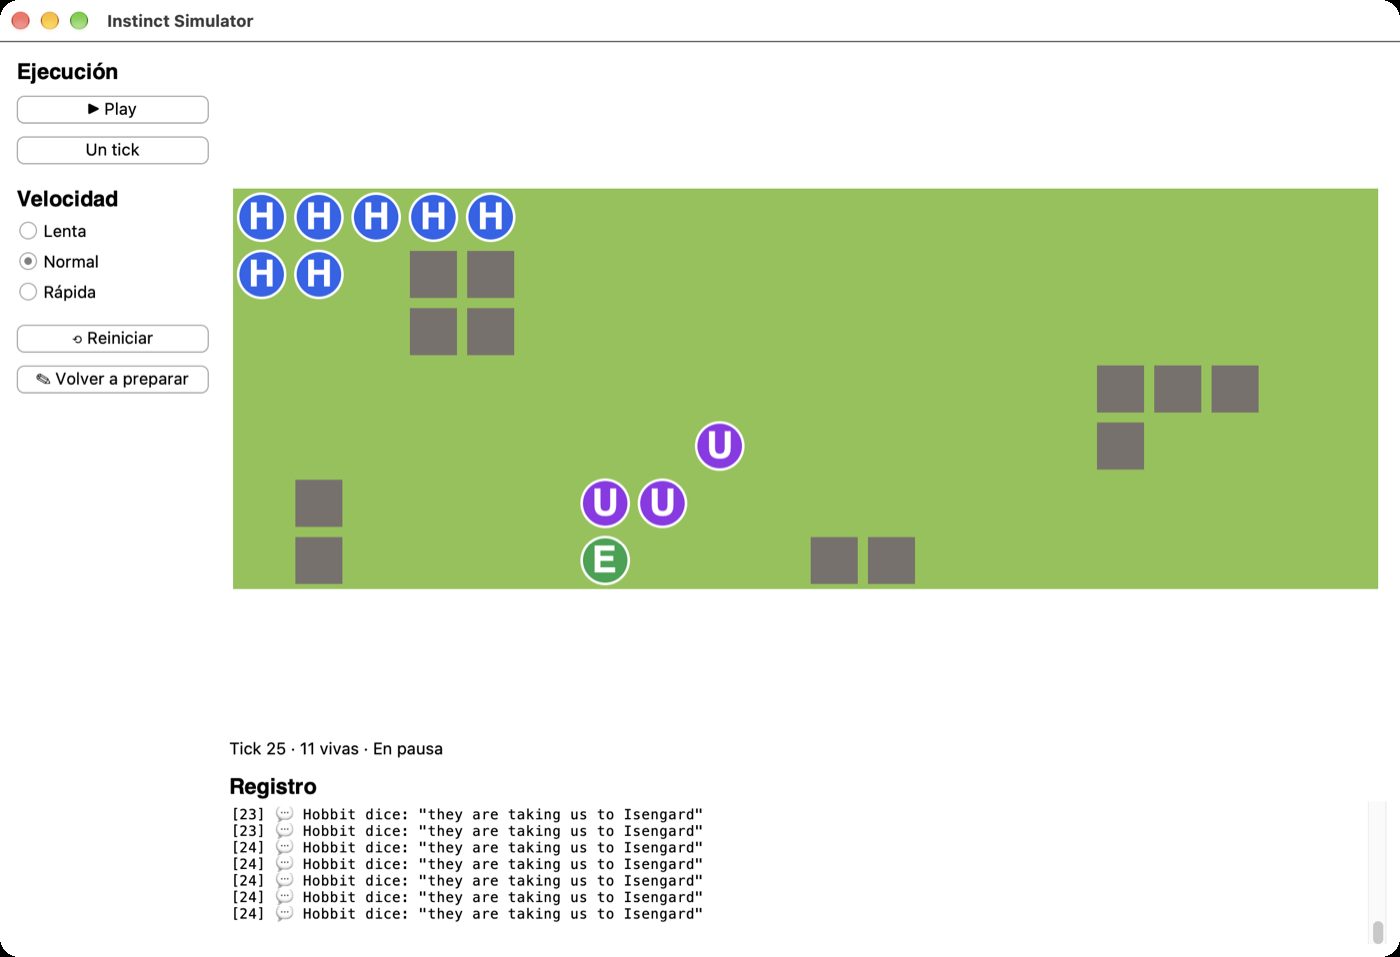 Instinct Simulator
Ejecución
▶ Play
Un tick
Velocidad
Lenta
Normal
Rápida
⟲ Reiniciar
✎ Volver a preparar
H H H H H
H H
U
U U
E
Tick 25 · 11 vivas · En pausa
Registro
[23] 💬 Hobbit dice: "they are taking us to Isengard"
[23] 💬 Hobbit dice: "they are taking us to Isengard"
[24] 💬 Hobbit dice: "they are taking us to Isengard"
[24] 💬 Hobbit dice: "they are taking us to Isengard"
[24] 💬 Hobbit dice: "they are taking us to Isengard"
[24] 💬 Hobbit dice: "they are taking us to Isengard"
[24] 💬 Hobbit dice: "they are taking us to Isengard"